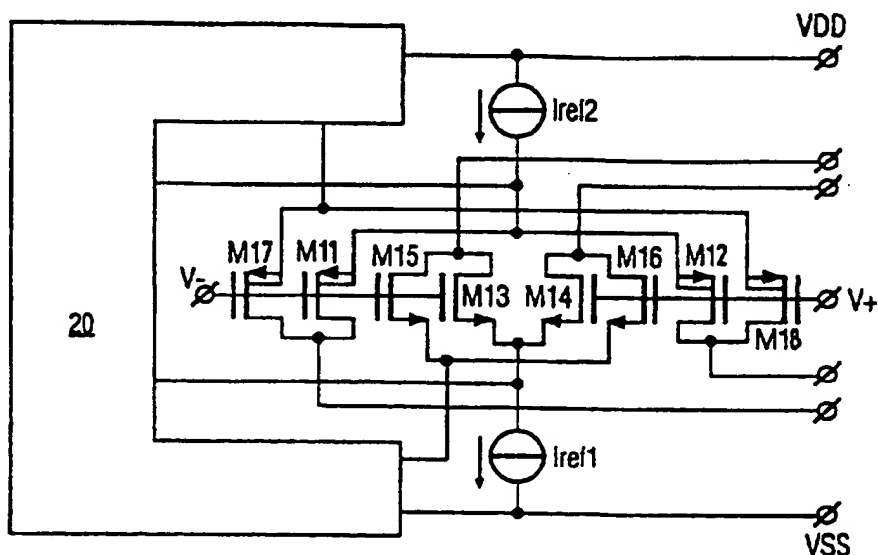 VDD
Iref2
M17
M11
M15
M16
M12
V-
M13
M14
V+
20
M18
Iref1
VSS